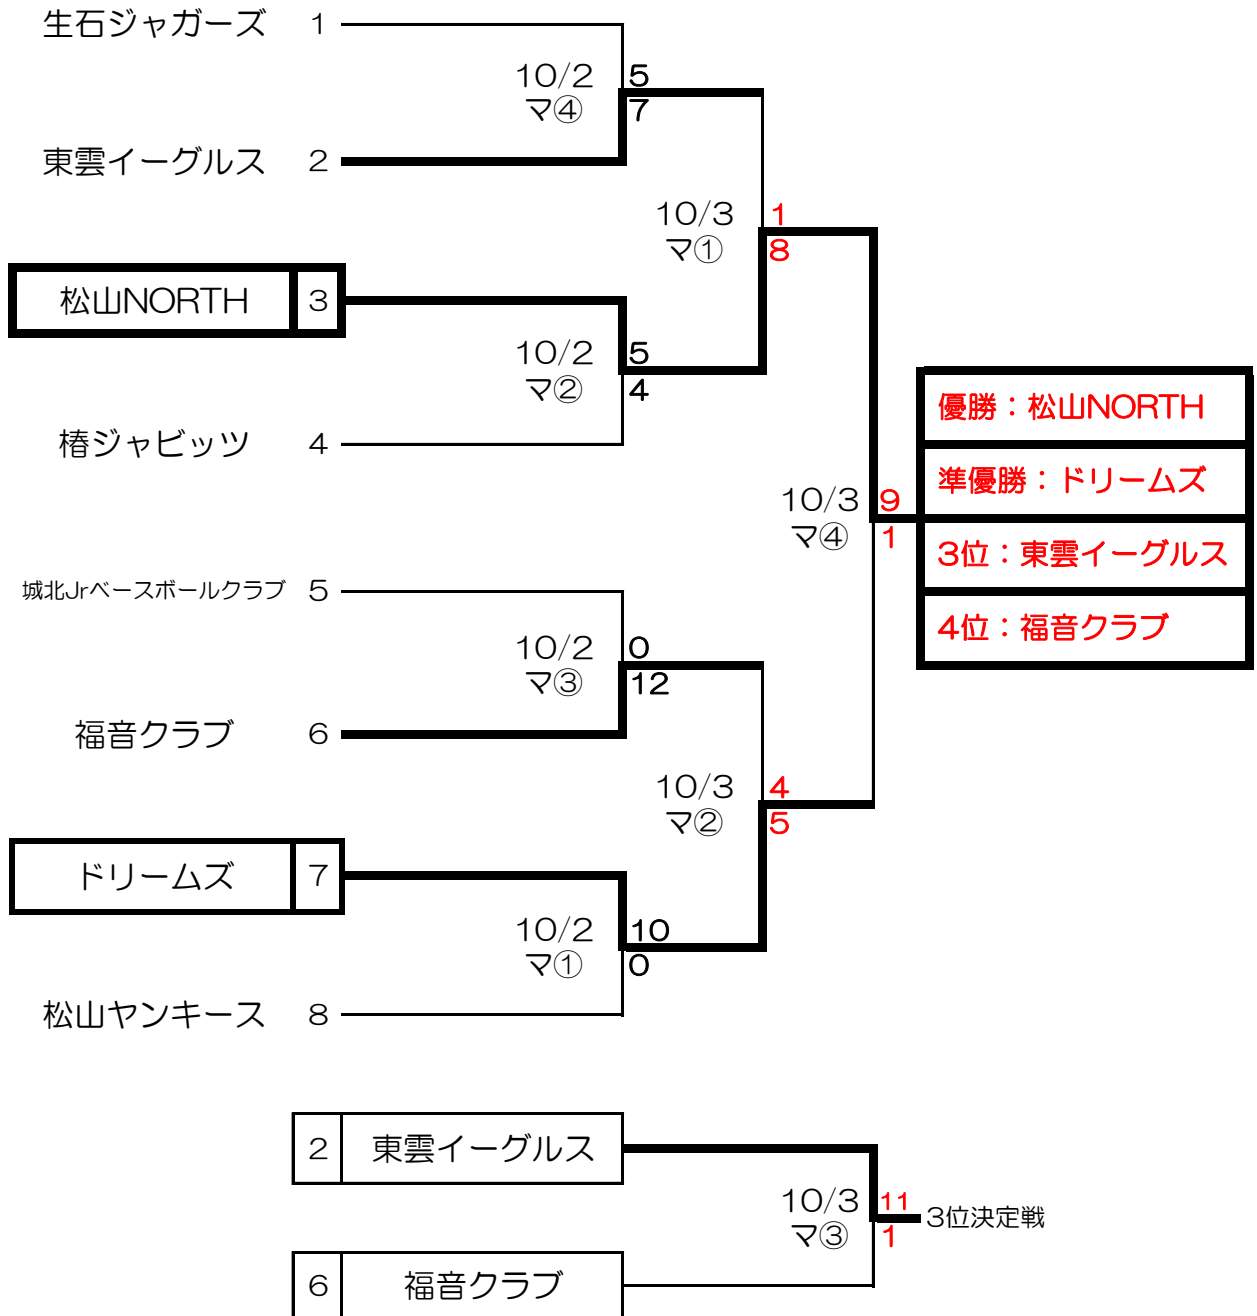 生石ジャガーズ 1
10/2 5
マ④ 7
東雲イーグルス 2
10/3 1
マ① 8
松山NORTH 3
10/2 5
マ② 4
椿ジャビッツ 4
優勝：松山NORTH
準優勝：ドリームズ
3位：東雲イーグルス
4位：福音クラブ
10/3 9
マ④ 1
城北Jrベースボールクラブ 5
10/2 0
マ③ 12
福音クラブ 6
10/3 4
マ② 5
ドリームズ 7
10/2 10
マ① 0
松山ヤンキース 8
2 東雲イーグルス
10/3 11
マ③ 1
3位決定戦
6 福音クラブ